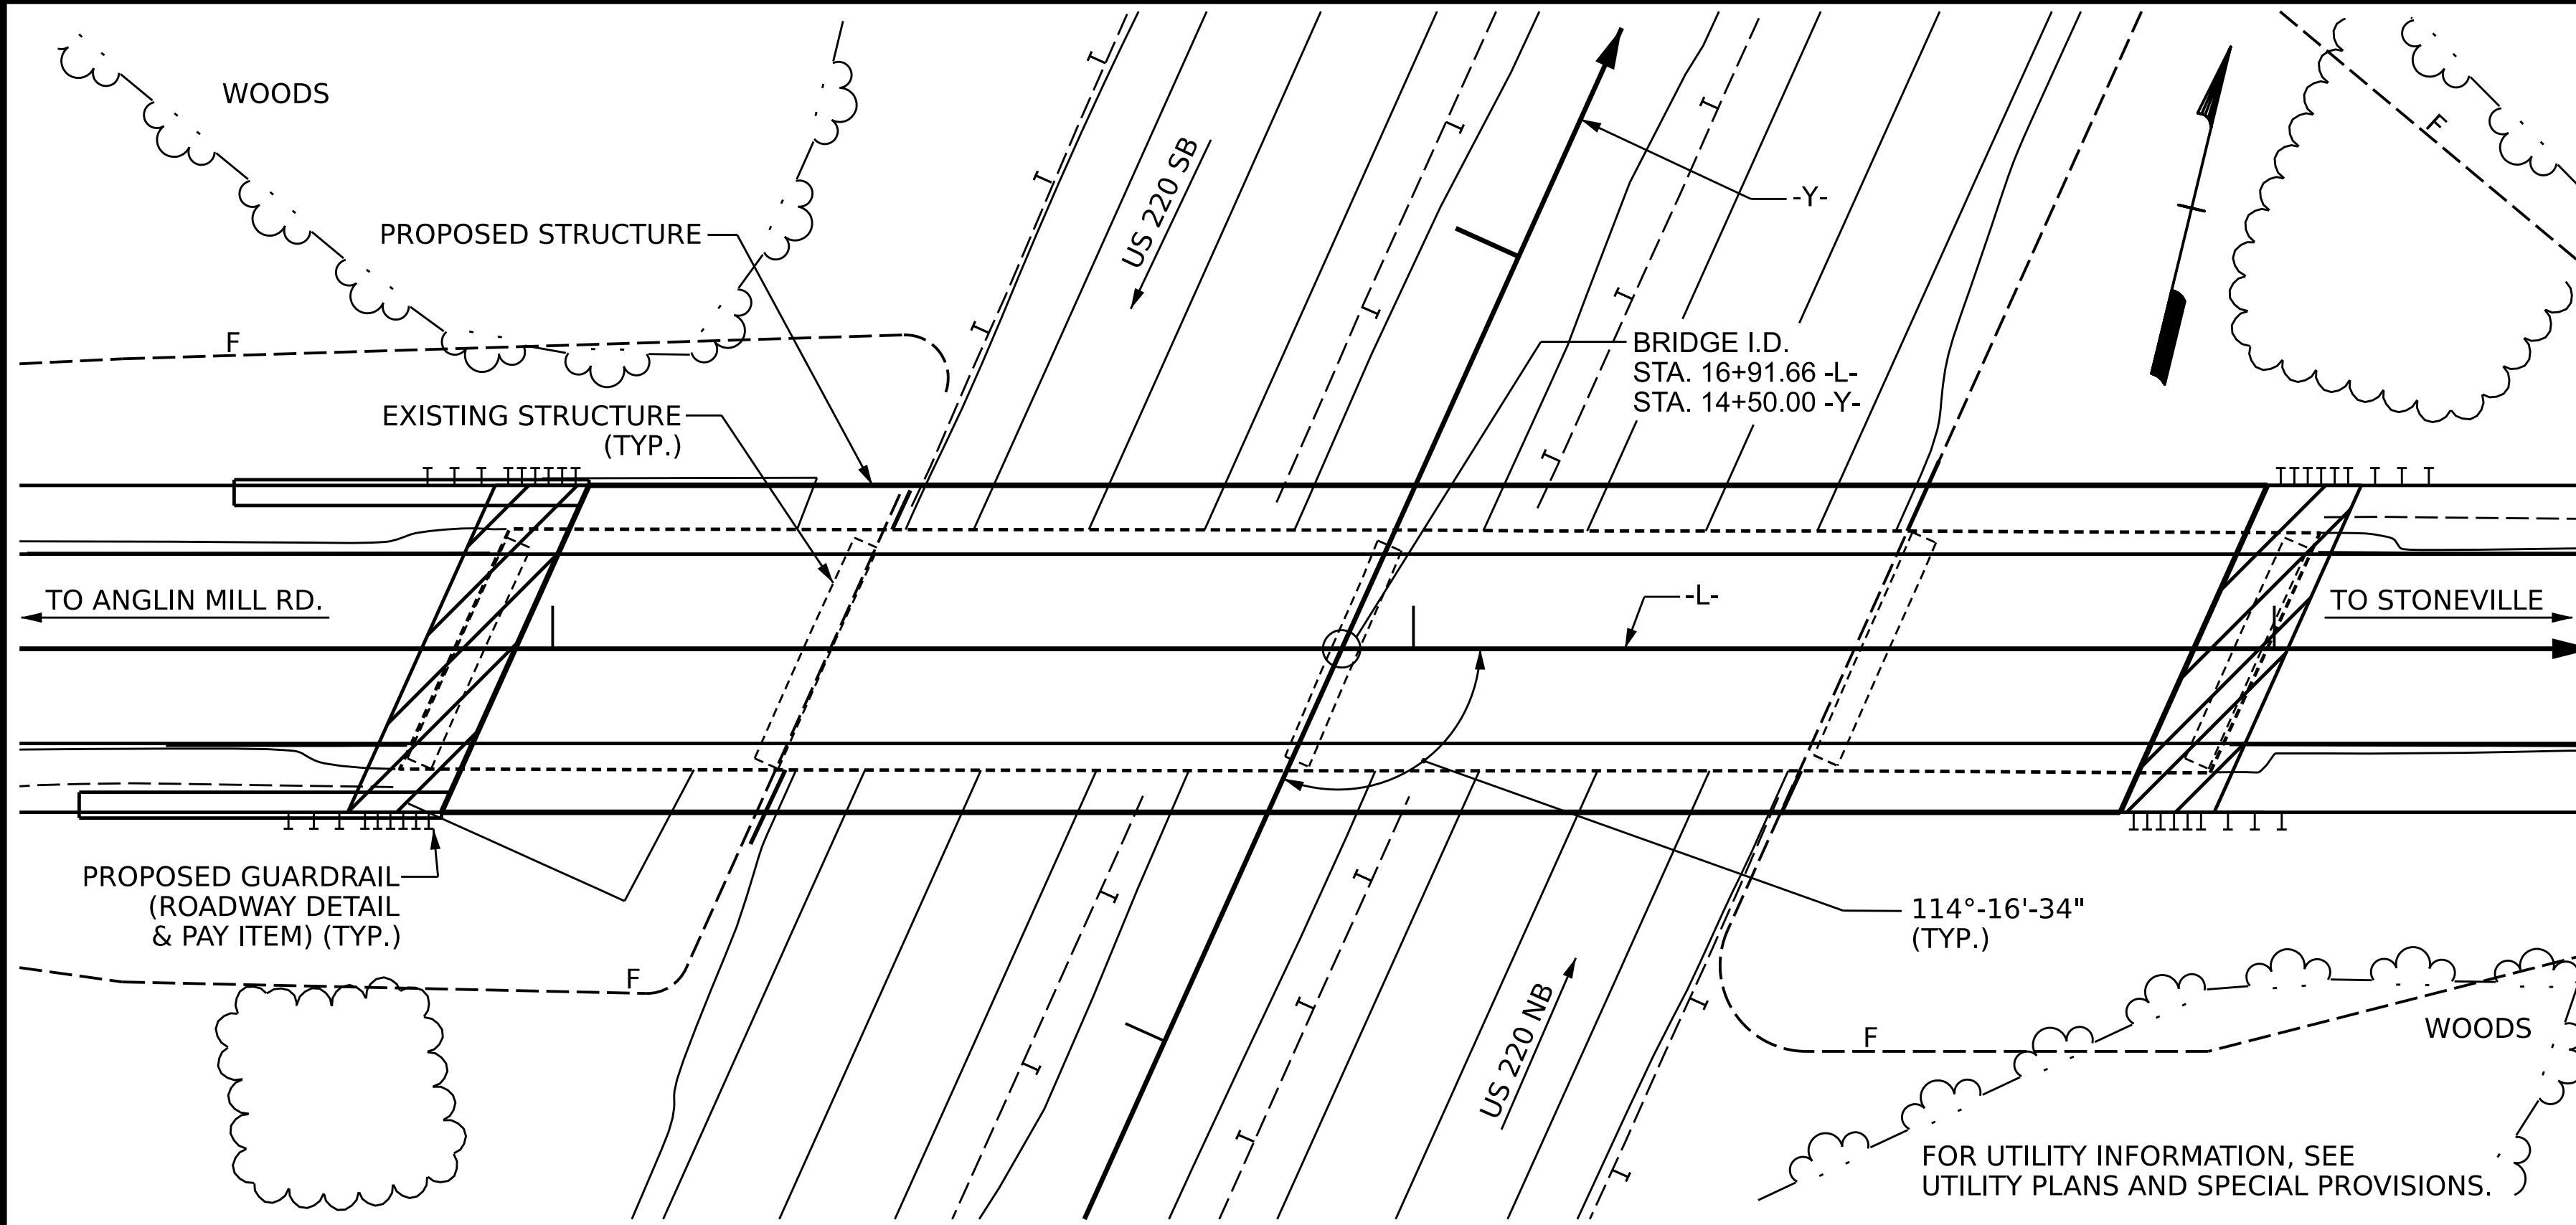 WOODS
US 220 SB
-Y-
F
PROPOSED STRUCTURE
F
BRIDGE I.D.
STA. 16+91.66 -L-
STA. 14+50.00 -Y-
EXISTING STRUCTURE
(TYP.)
TO ANGLIN MILL RD.
-L-
TO STONEVILLE
PROPOSED GUARDRAIL
(ROADWAY DETAIL
& PAY ITEM) (TYP.)
114°-16'-34"
(TYP.)
F
US 220 NB
F
WOODS
FOR UTILITY INFORMATION, SEE
UTILITY PLANS AND SPECIAL PROVISIONS.